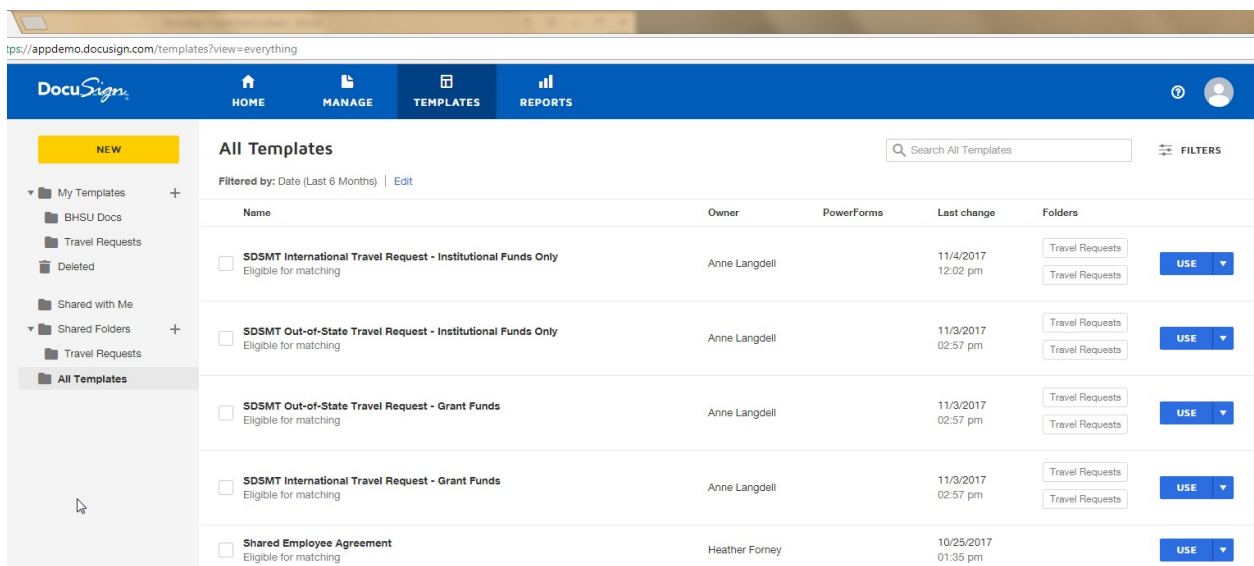 tps://appdemo.docusign.com/templates?view=everything
DocuSign
HOME MANAGE TEMPLATES REPORTS
NEW
My Templates
BHSU Docs
Travel Requests
Deleted
Shared with Me
Shared Folders
Travel Requests
All Templates
All Templates
Search All Templates
FILTERS
Filtered by: Date (Last 6 Months) | Edit
Name Owner PowerForms Last change Folders
SDSMT International Travel Request - Institutional Funds Only
Eligible for matching
Anne Langdell
11/4/2017
12:02 pm
Travel Requests
Travel Requests
USE
SDSMT Out-of-State Travel Request - Institutional Funds Only
Eligible for matching
Anne Langdell
11/3/2017
02:57 pm
Travel Requests
Travel Requests
USE
SDSMT Out-of-State Travel Request - Grant Funds
Eligible for matching
Anne Langdell
11/3/2017
02:57 pm
Travel Requests
Travel Requests
USE
SDSMT International Travel Request - Grant Funds
Eligible for matching
Anne Langdell
11/3/2017
02:57 pm
Travel Requests
Travel Requests
USE
Shared Employee Agreement
Eligible for matching
Heather Forney
10/25/2017
01:35 pm
USE